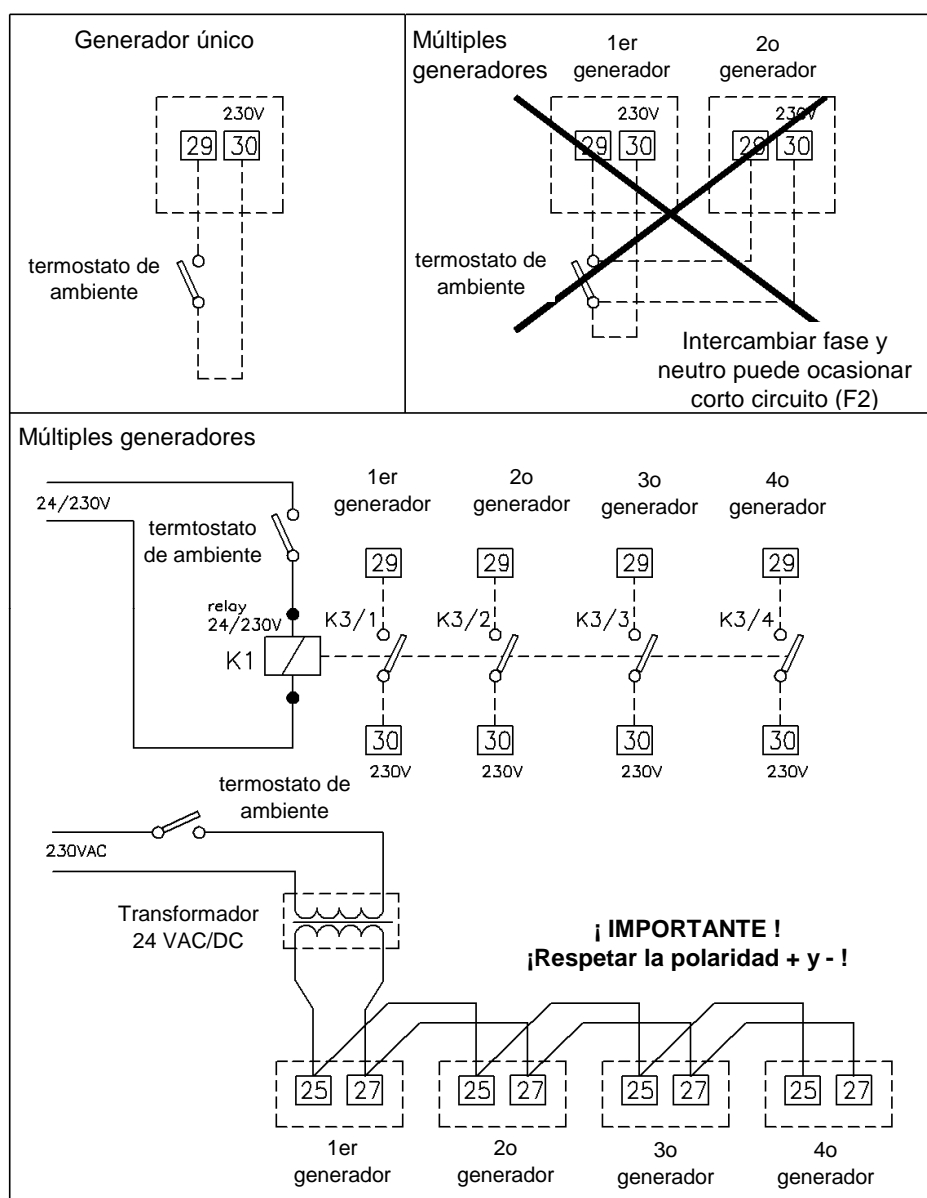 Generador único
230V
29 30
termostato de
ambiente
Múltiples
generadores
1er
generador
2o
generador
230V
230V
29 30
29 30
termostato de
ambiente
Intercambiar fase y
neutro puede ocasionar
corto circuito (F2)
Múltiples generadores
24/230V
termtostato
de ambiente
relay
24/230V
K1
1er
generador
2o
generador
3o
generador
4o
generador
29
29
29
29
K3/1
K3/2
K3/3
K3/4
30
30
30
30
230V
230V
230V
230V
termostato de
ambiente
230VAC
Transformador
24 VAC/DC
¡ IMPORTANTE !
¡Respetar la polaridad + y - !
25 27
25 27
25 27
25 27
1er
generador
2o
generador
3o
generador
4o
generador